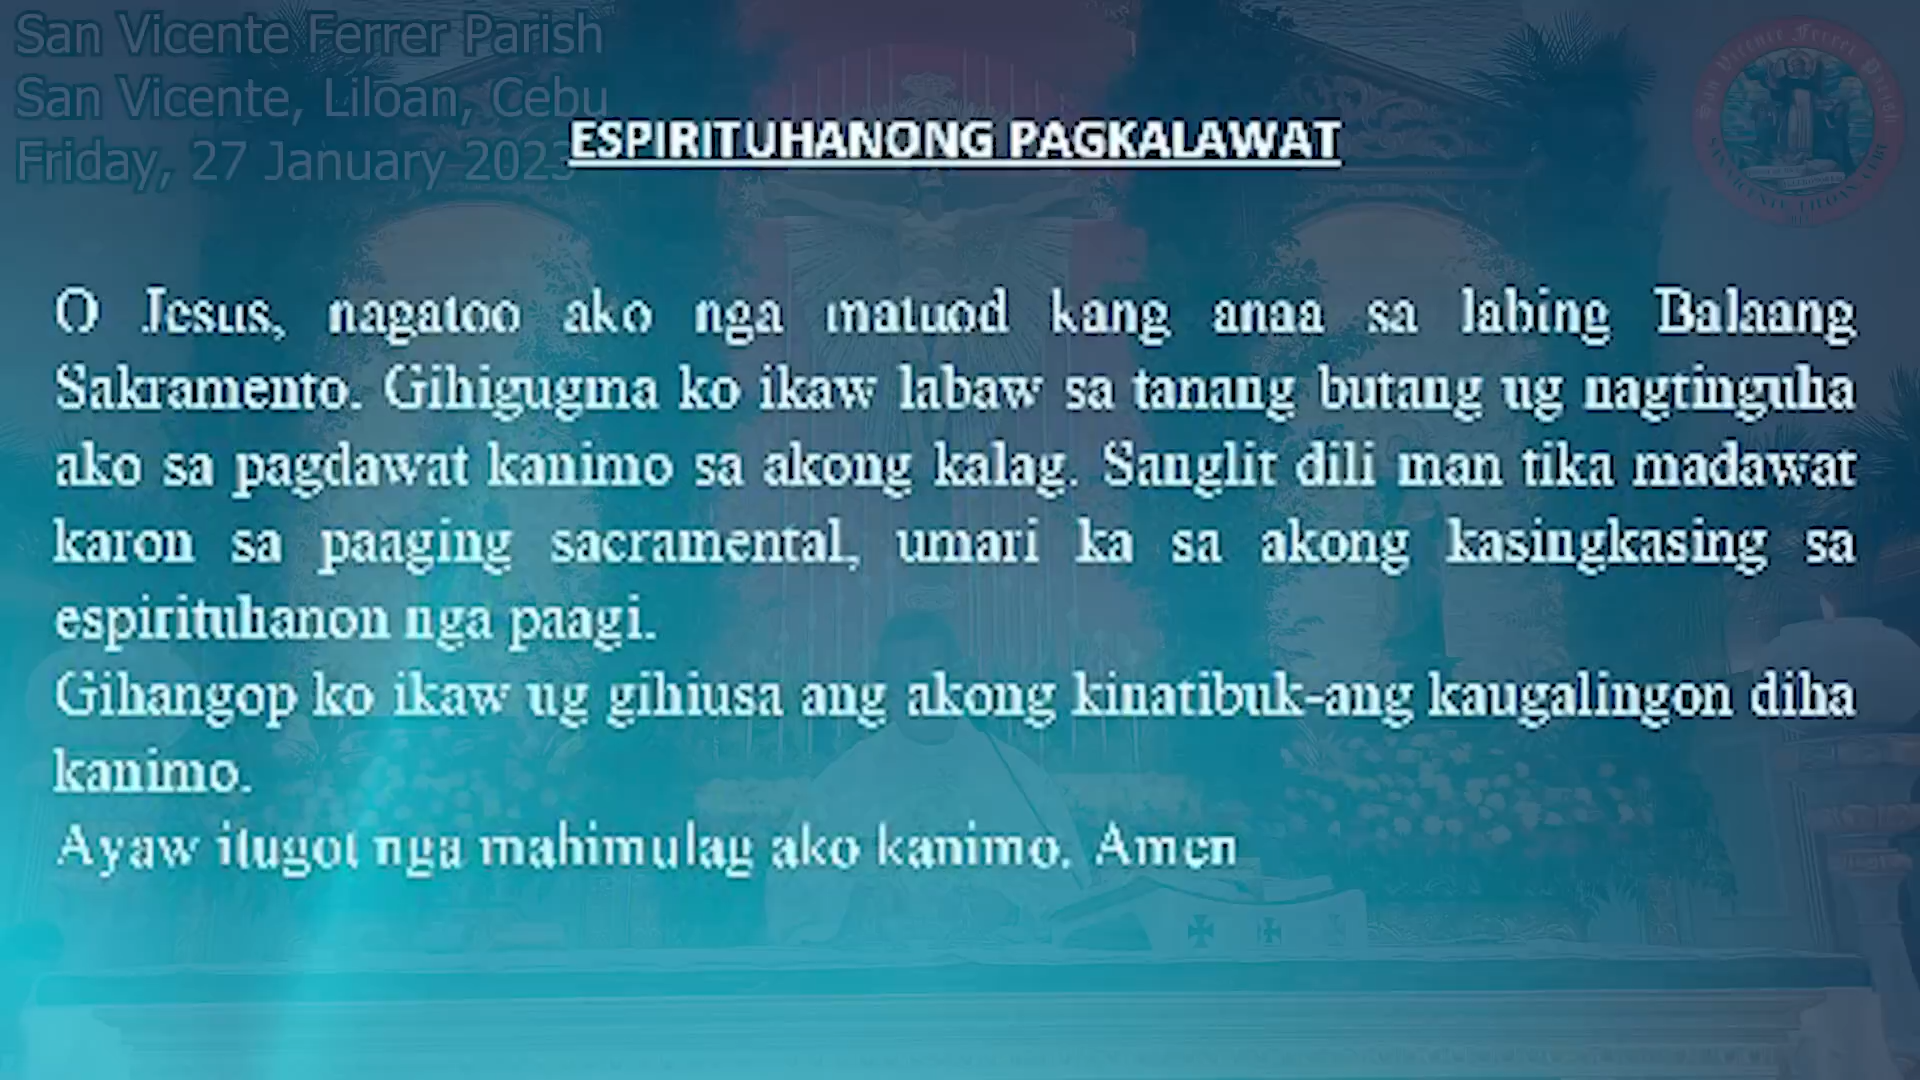 San Vicente Ferrer Parish
San Vicente, Liloan, Cebu
Friday, 27 January 2023
ESPIRITUHANONG PAGKALAWAT
O Jesus, nagatoo ako nga matuod kang anaa sa labing Balaang
Sakramento. Gihigugma ko ikaw labaw sa tanang butang ug nagtinguha
ako sa pagdawat kanimo sa akong kalag. Sanglit dili man tika madawat
karon sa paaging sacramental, umari ka sa akong kasingkasing sa
espirituhanon nga paagi.
Gihangop ko ikaw ug gihiusa ang akong kinatibuk-ang kaugalingon diha
kanimo.
Ayaw itugot nga mahimulag ako kanimo. Amen
San Vicente Ferrer Parish